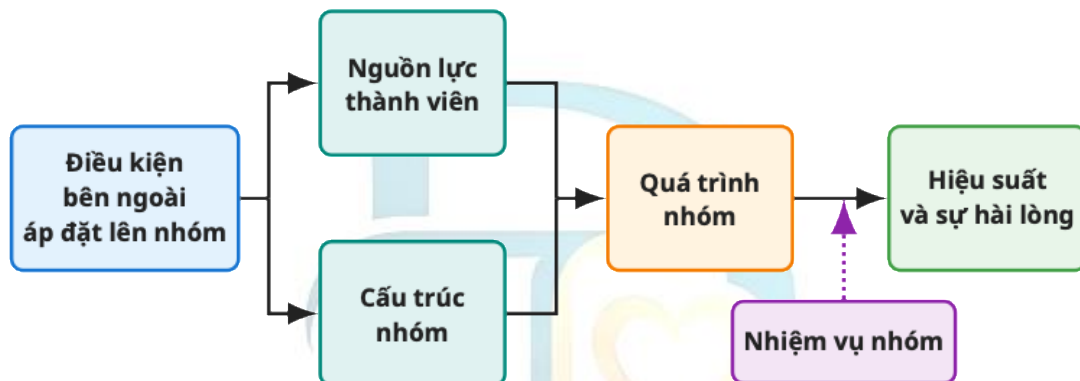 Điều kiện
bên ngoài
áp đặt lên nhóm
Nguồn lực
thành viên
Cấu trúc
nhóm
Quá trình
nhóm
Hiệu suất
và sự hài lòng
Nhiệm vụ nhóm